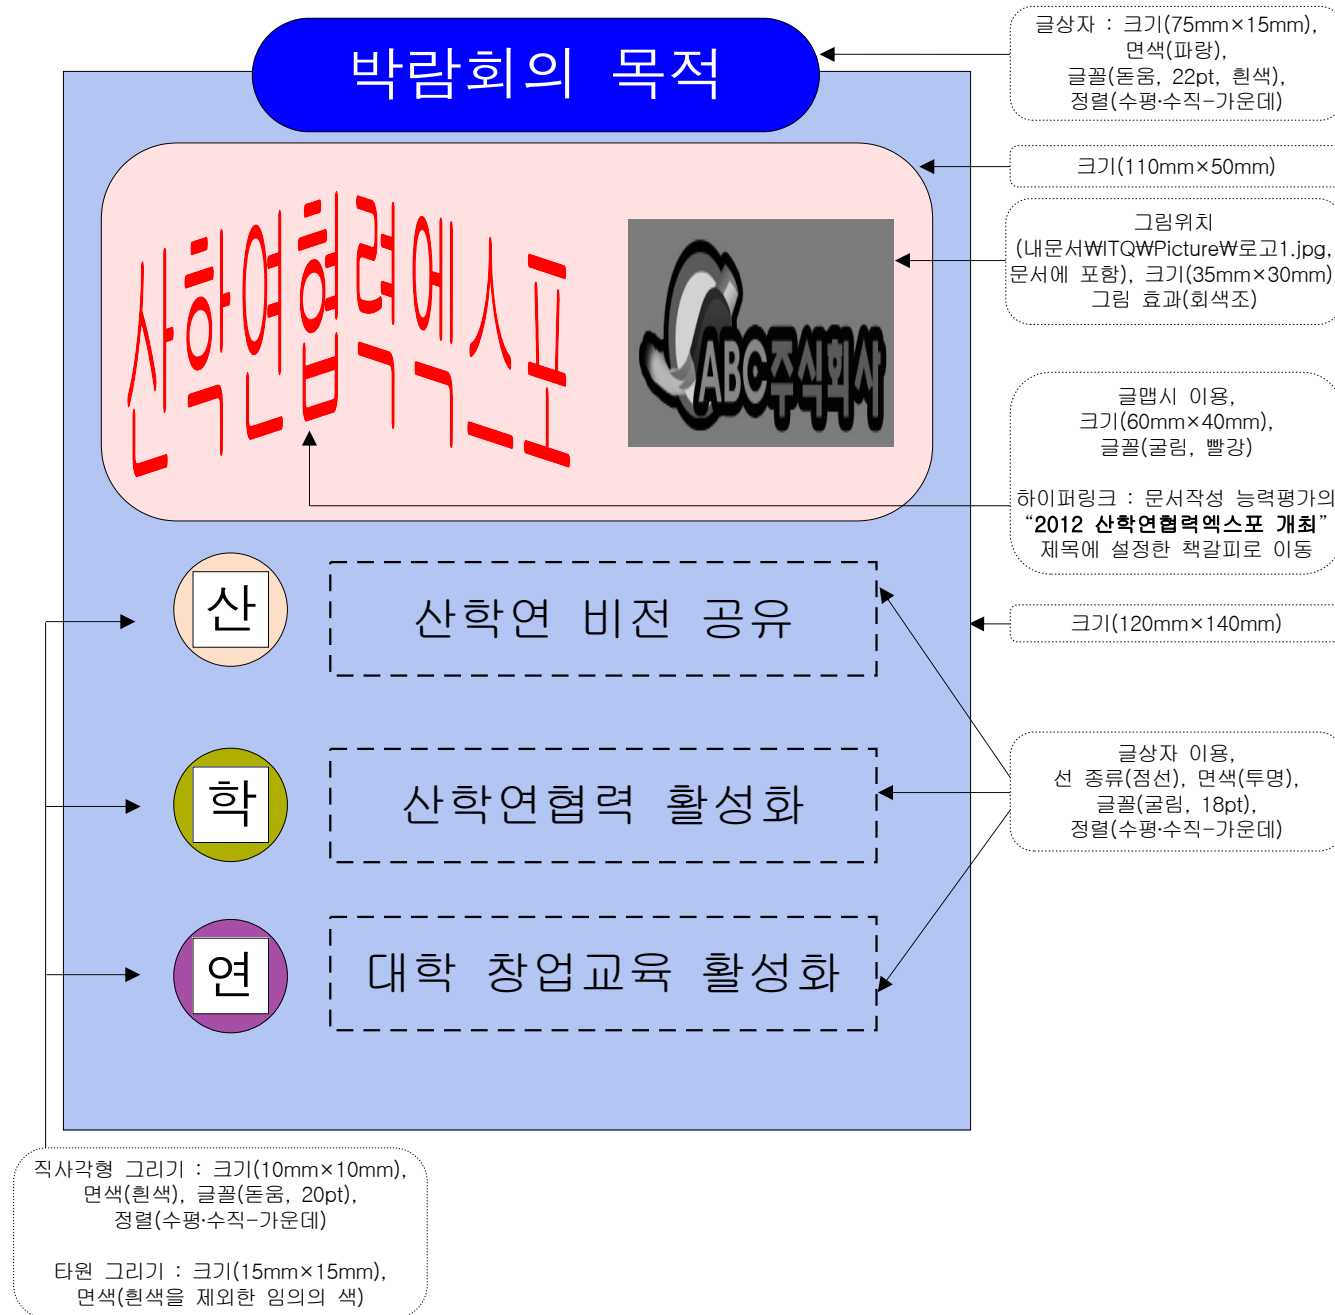 박람회의 목적
산학연협력엑스포
ABC주식회사
산
산학연 비전 공유
학
산학연협력 활성화
연
대학 창업교육 활성화
글상자 : 크기(75mm×15mm),
면색(파랑),
글꼴(돋움, 22pt, 흰색),
정렬(수평·수직-가운데)
크기(110mm×50mm)
그림위치
(내문서₩ITQ₩Picture₩로고1.jpg,
문서에 포함), 크기(35mm×30mm)
그림 효과(회색조)
글맵시 이용,
크기(60mm×40mm),
글꼴(굴림, 빨강)
하이퍼링크 : 문서작성 능력평가의
“2012 산학연협력엑스포 개최”
제목에 설정한 책갈피로 이동
크기(120mm×140mm)
글상자 이용,
선 종류(점선), 면색(투명),
글꼴(굴림, 18pt),
정렬(수평·수직-가운데)
직사각형 그리기 : 크기(10mm×10mm),
면색(흰색), 글꼴(돋움, 20pt),
정렬(수평·수직-가운데)
타원 그리기 : 크기(15mm×15mm),
면색(흰색을 제외한 임의의 색)